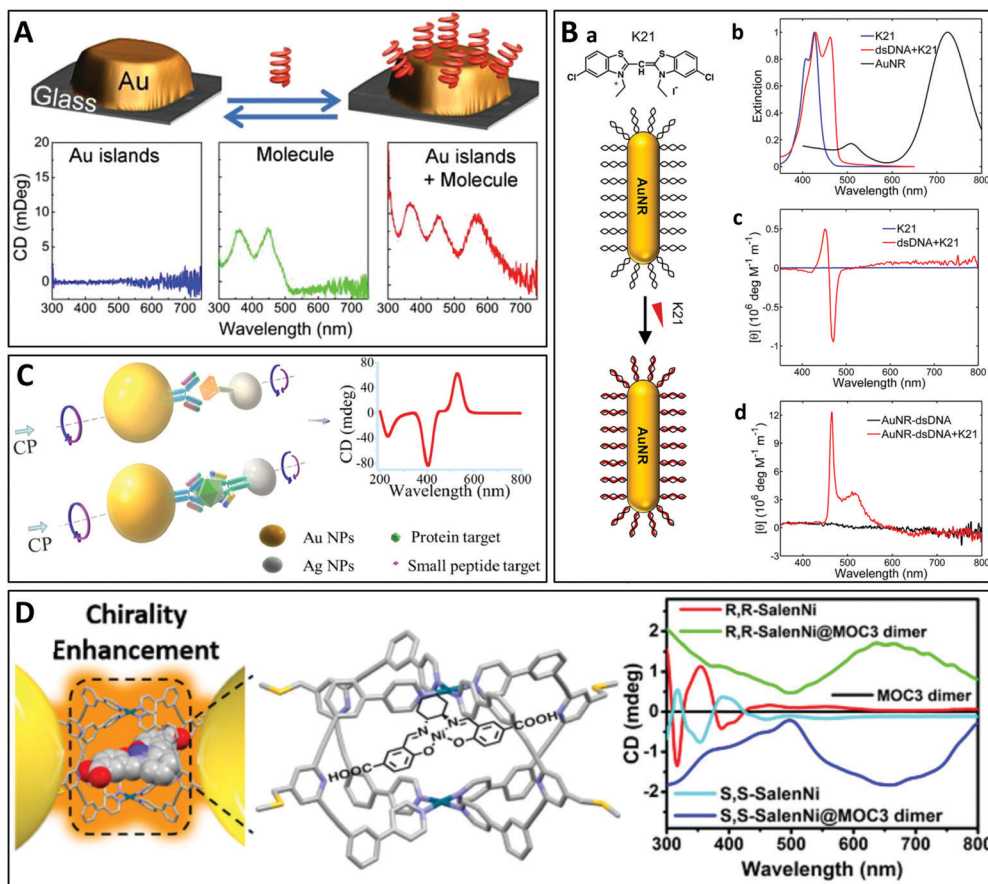 A
Au
Glass
CD (mDeg)
20
15
10
5
0
-5
Au islands
Molecule
Au islands
+ Molecule
300 400 500 600 700
300 400 500 600 700
300 400 500 600 700
Wavelength (nm)
B
a
K21
S
S
Cl
N
+
C
H
N
I⁻
Cl
AuNR
K21
AuNR
b
K21
dsDNA+K21
AuNR
Extinction
1
0.8
0.6
0.4
0.2
0
400 500 600 700 800
Wavelength (nm)
c
K21
dsDNA+K21
[θ] (10⁶ deg M⁻¹ m⁻¹)
0.5
0
-0.5
-1
400 500 600 700 800
Wavelength (nm)
d
AuNR-dsDNA
AuNR-dsDNA+K21
[θ] (10⁶ deg M⁻¹ m⁻¹)
12
9
6
3
0
-3
400 500 600 700 800
Wavelength (nm)
C
CP
CP
CD (mdeg)
80
40
0
-40
-80
200 400 600 800
Wavelength (nm)
Au NPs
Protein target
Ag NPs
Small peptide target
D
Chirality
Enhancement
HOOC
O
N
Ni
N
O
COOH
R,R-SalenNi
R,R-SalenNi@MOC3 dimer
MOC3 dimer
S,S-SalenNi
S,S-SalenNi@MOC3 dimer
CD (mdeg)
2
1
0
-1
-2
300 400 500 600 700 800
Wavelength (nm)